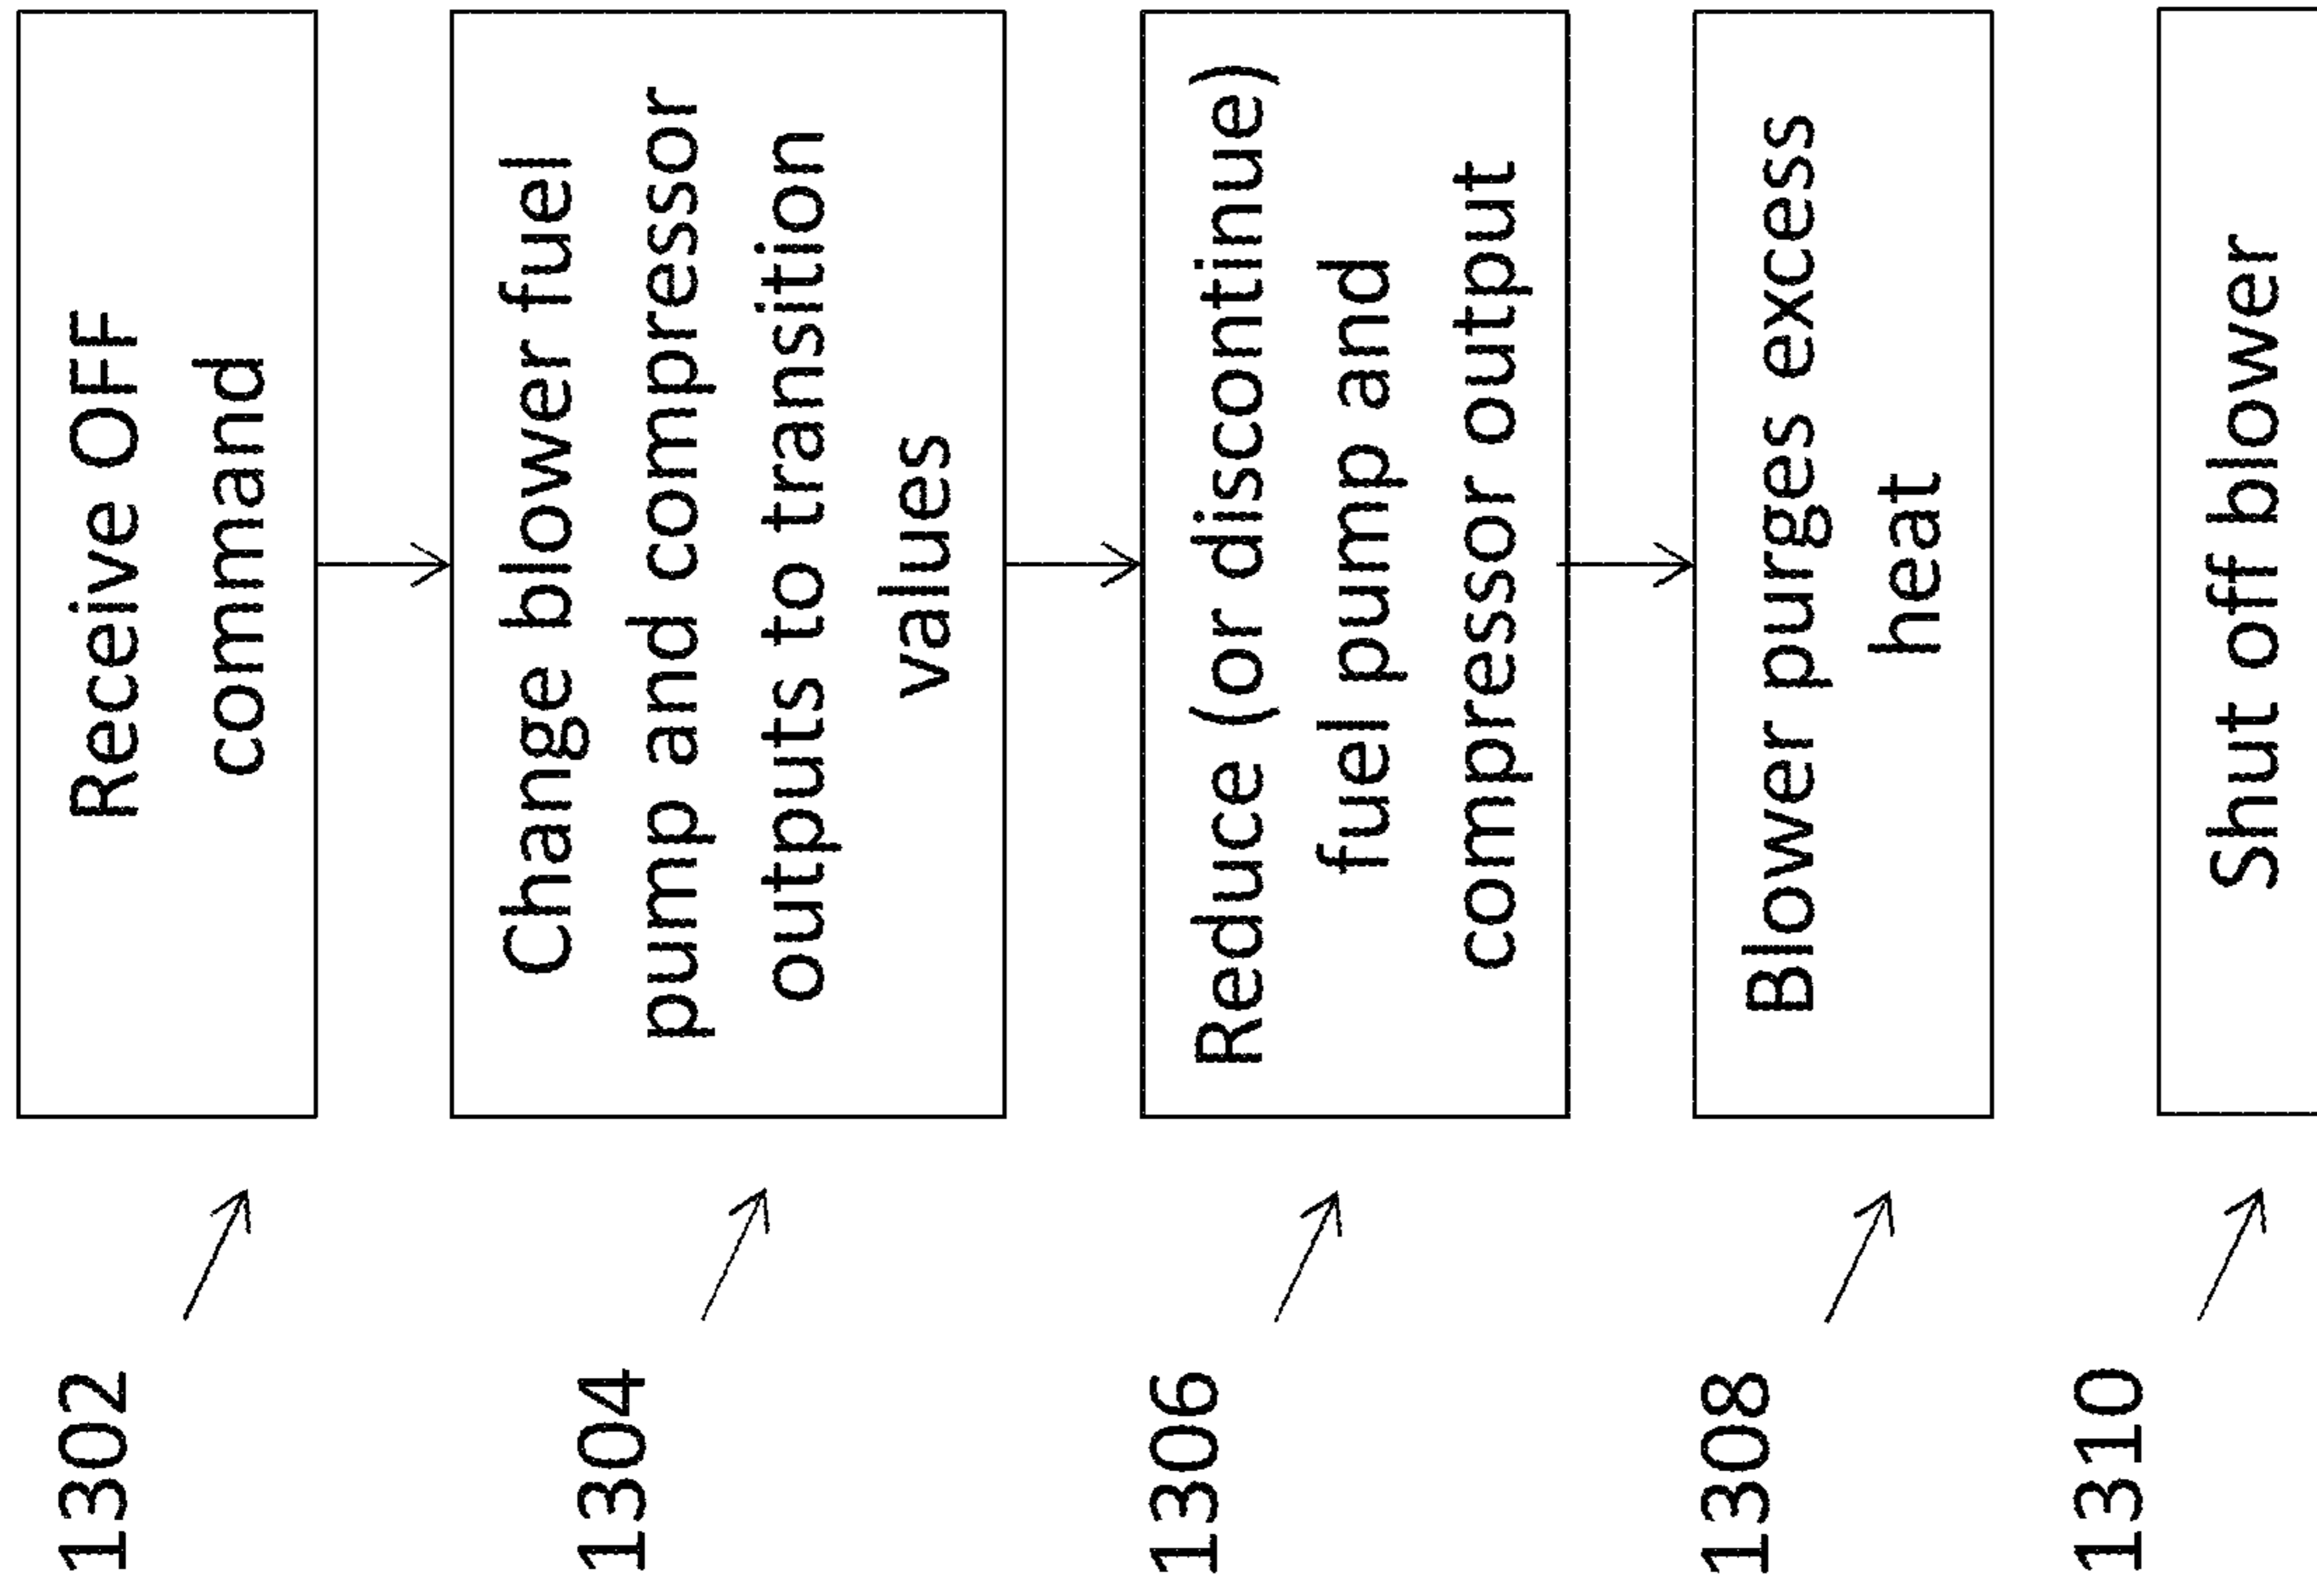 1302
Receive OFF
command
1304
Change blower fuel
pump and compressor
outputs to transition
values
1306
Reduce (or discontinue)
fuel pump and
compressor output
1308
Blower purges excess
heat
1310
Shut off blower